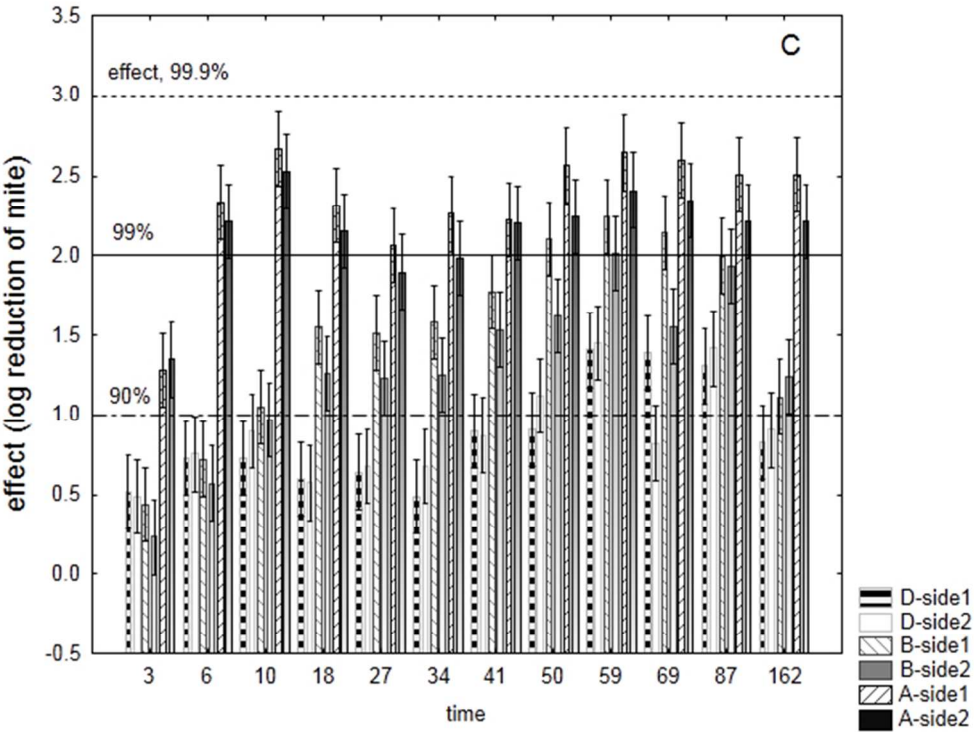 C
effect, 99.9%
99%
90%
3.5
3.0
2.5
2.0
1.5
1.0
0.5
0.0
-0.5
effect (log reduction of mite)
3 6 10 18 27 34 41 50 59 69 87 162
time
D-side1
D-side2
B-side1
B-side2
A-side1
A-side2